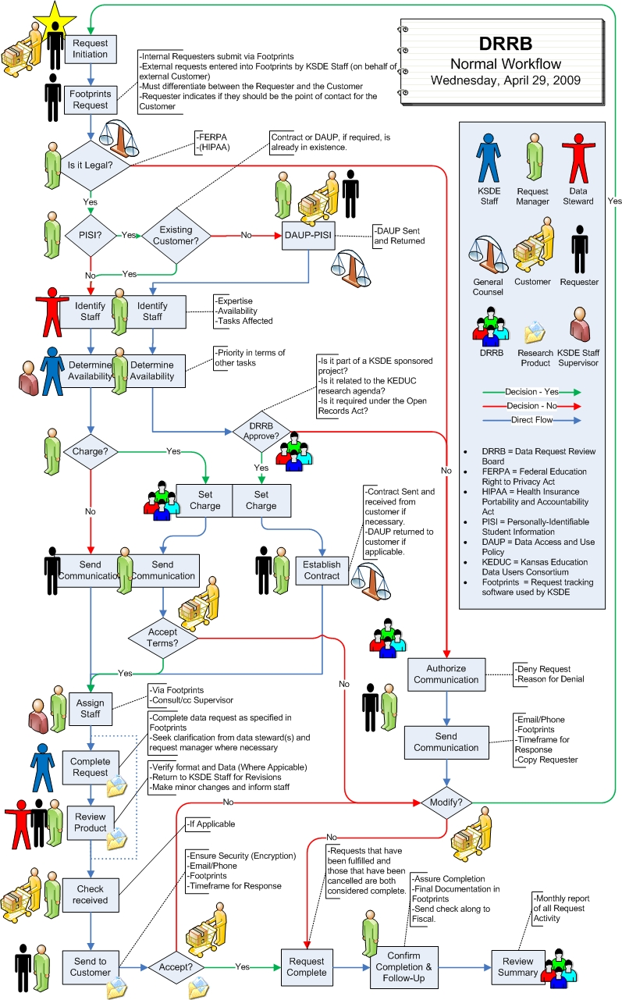 DRRB
Normal Workflow
Wednesday, April 29, 2009
Request
Initiation
-Internal Requesters submit via Footprints
-External requests entered into Footprints by KSDE Staff (on behalf of
external Customer)
-Must differentiate between the Requester and the Customer
-Requester indicates if they should be the point of contact for the
Customer
Footprints
Request
-FERPA
-(HIPAA)
Contract or DAUP, if required, is
already in existence.
Is it Legal?
Yes
Yes
PISI?
Yes
Existing
Customer?
No
DAUP-PISI
-DAUP Sent
and Returned
No
Yes
Identify
Staff
Identify
Staff
-Expertise
-Availability
-Tasks Affected
Determine
Availability
Determine
Availability
-Priority in terms of
other tasks
-Is it part of a KSDE sponsored
project?
-Is it related to the KEDUC
research agenda?
-Is it required under the Open
Records Act?
DRRB
Approve?
Charge?
Yes
Yes
No
No
Set
Charge
Set
Charge
-Contract Sent and
received from
customer if
necessary.
-DAUP returned to
customer if
applicable.
Send
Communicatio
Send
Communication
Establish
Contract
Accept
Terms?
Yes
No
Authorize
Communication
-Deny Request
-Reason for Denial
Assign
Staff
-Via Footprints
-Consult/cc Supervisor
-Complete data request as specified in
Footprints
-Seek clarification from data steward(s) and
request manager where necessary
Send
Communication
-Email/Phone
-Footprints
-Timeframe for
Response
-Copy Requester
Complete
Request
-Verify format and Data (Where Appicable)
-Return to KSDE Staff for Revisions
-Make minor changes and inform staff
No
Modify?
Review
Product
-If Applicable
No
-Requests that have
been fulfilled and
those that have been
cancelled are both
considered complete.
-Ensure Security (Encryption)
-Email/Phone
-Footprints
-Timeframe for Response
Check
received
-Assure Completion
-Final Documentation in
Footprints
-Send check along to
Fiscal.
-Monthly report
of all Request
Activity
Send to
Customer
Accept?
Yes
Request
Complete
Confirm
Completion &
Follow-Up
Review
Summary
KSDE
Staff
Request
Manager
Data
Steward
General
Counsel
Customer
Requester
DRRB
Research
Product
KSDE Staff
Supervisor
Decision - Yes
Decision - No
Direct Flow
• DRRB = Data Request Review
Board
• FERPA = Federal Education
Right to Privacy Act
• HIPAA = Health Insurance
Portability and Accountability
Act
• PISI = Personally-Identifiable
Student Information
• DAUP = Data Access and Use
Policy
• KEDUC = Kansas Education
Data Users Consortium
• Footprints = Request tracking
software used by KSDE